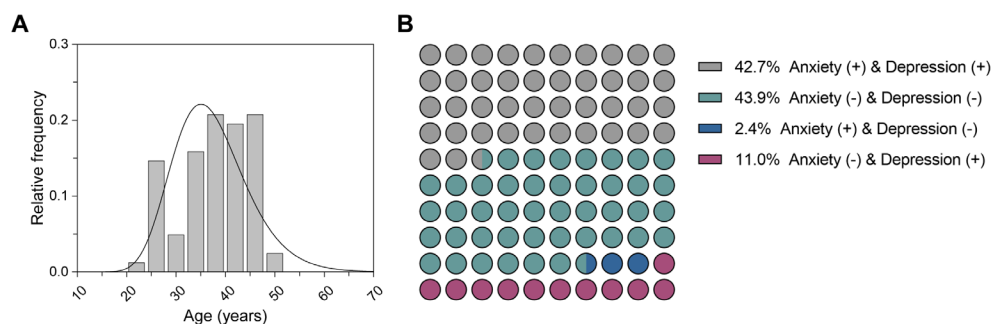 A
Relative frequency
0.3
0.2
0.1
0.0
10
20
30
40
50
60
70
Age (years)
B
42.7% Anxiety (+) & Depression (+)
43.9% Anxiety (-) & Depression (-)
2.4% Anxiety (+) & Depression (-)
11.0% Anxiety (-) & Depression (+)